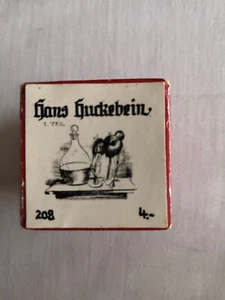 Hans Huckebein.
1. TEIL
208 4.-